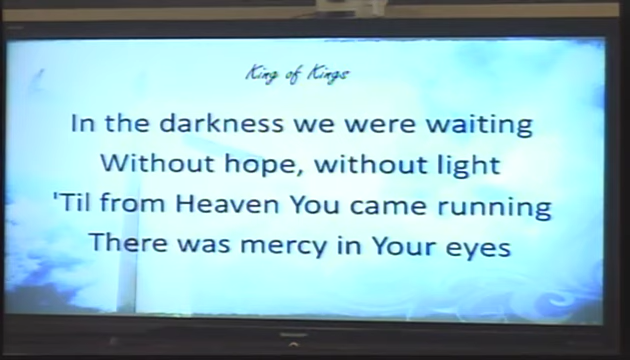 King of Kings
In the darkness we were waiting
Without hope, without light
'Til from Heaven You came running
There was mercy in Your eyes